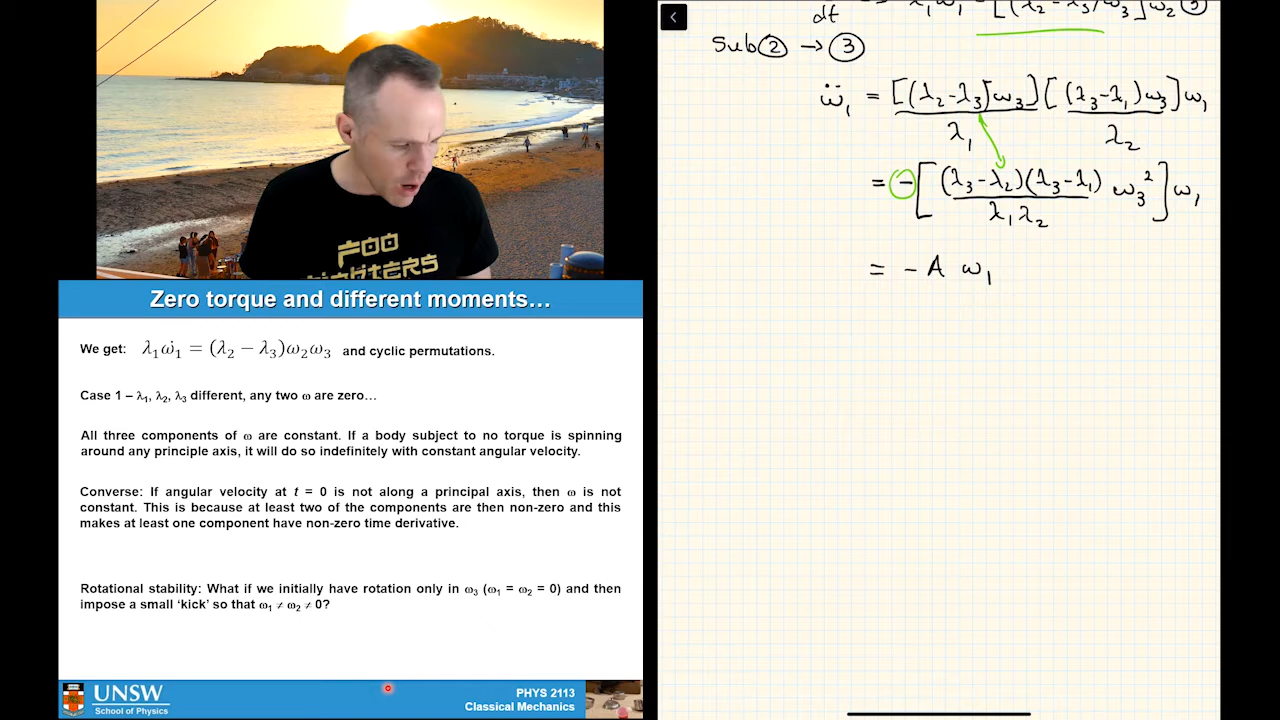 FOO
FIGHTERS
Zero torque and different moments…
We get: λ₁ω̇₁ = (λ₂ − λ₃)ω₂ω₃ and cyclic permutations.
Case 1 – λ₁, λ₂, λ₃ different, any two ω are zero…
All three components of ω are constant. If a body subject to no torque is spinning
around any principle axis, it will do so indefinitely with constant angular velocity.
Converse: If angular velocity at t = 0 is not along a principal axis, then ω is not
constant. This is because at least two of the components are then non-zero and this
makes at least one component have non-zero time derivative.
Rotational stability: What if we initially have rotation only in ω₃ (ω₁ = ω₂ = 0) and then
impose a small ‘kick’ so that ω₁ ≠ ω₂ ≠ 0?
UNSW
School of Physics
PHYS 2113
Classical Mechanics
dt
Sub ② → ③
ω̈₁ = [(λ₂-λ₃)ω₃]/λ₁ [(λ₃-λ₁)ω₃]/λ₂ ω₁
= -[(λ₃-λ₂)(λ₃-λ₁)/λ₁λ₂ ω₃²]ω₁
= -A ω₁